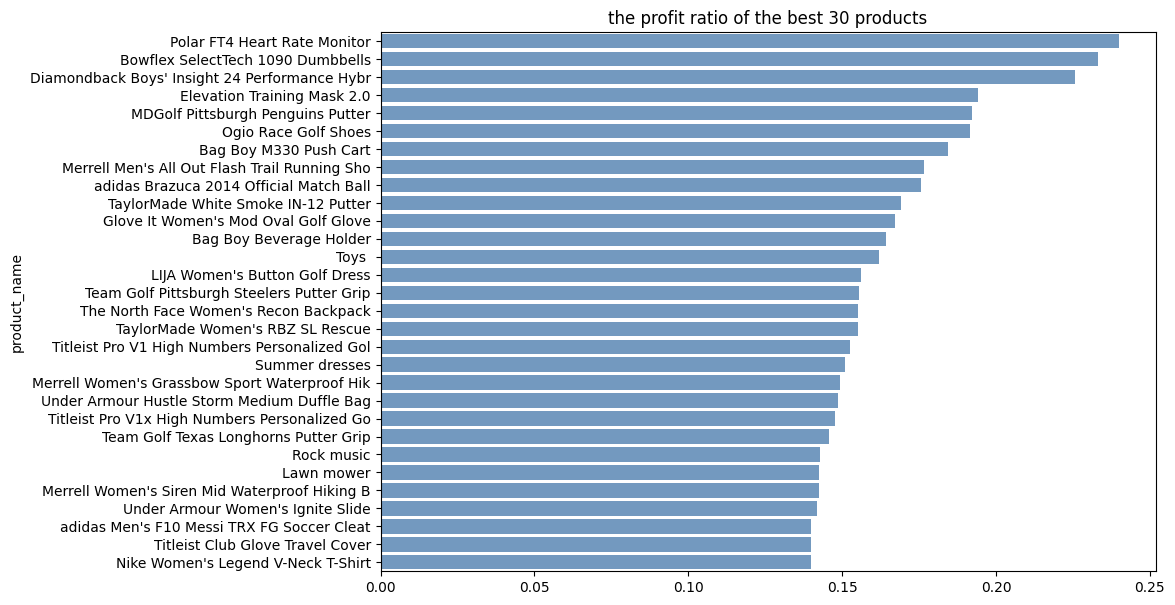 the profit ratio of the best 30 products
product_name
Polar FT4 Heart Rate Monitor
Bowflex SelectTech 1090 Dumbbells
Diamondback Boys' Insight 24 Performance Hybr
Elevation Training Mask 2.0
MDGolf Pittsburgh Penguins Putter
Ogio Race Golf Shoes
Bag Boy M330 Push Cart
Merrell Men's All Out Flash Trail Running Sho
adidas Brazuca 2014 Official Match Ball
TaylorMade White Smoke IN-12 Putter
Glove It Women's Mod Oval Golf Glove
Bag Boy Beverage Holder
Toys
LIJA Women's Button Golf Dress
Team Golf Pittsburgh Steelers Putter Grip
The North Face Women's Recon Backpack
TaylorMade Women's RBZ SL Rescue
Titleist Pro V1 High Numbers Personalized Gol
Summer dresses
Merrell Women's Grassbow Sport Waterproof Hik
Under Armour Hustle Storm Medium Duffle Bag
Titleist Pro V1x High Numbers Personalized Go
Team Golf Texas Longhorns Putter Grip
Rock music
Lawn mower
Merrell Women's Siren Mid Waterproof Hiking B
Under Armour Women's Ignite Slide
adidas Men's F10 Messi TRX FG Soccer Cleat
Titleist Club Glove Travel Cover
Nike Women's Legend V-Neck T-Shirt
0.00 0.05 0.10 0.15 0.20 0.25